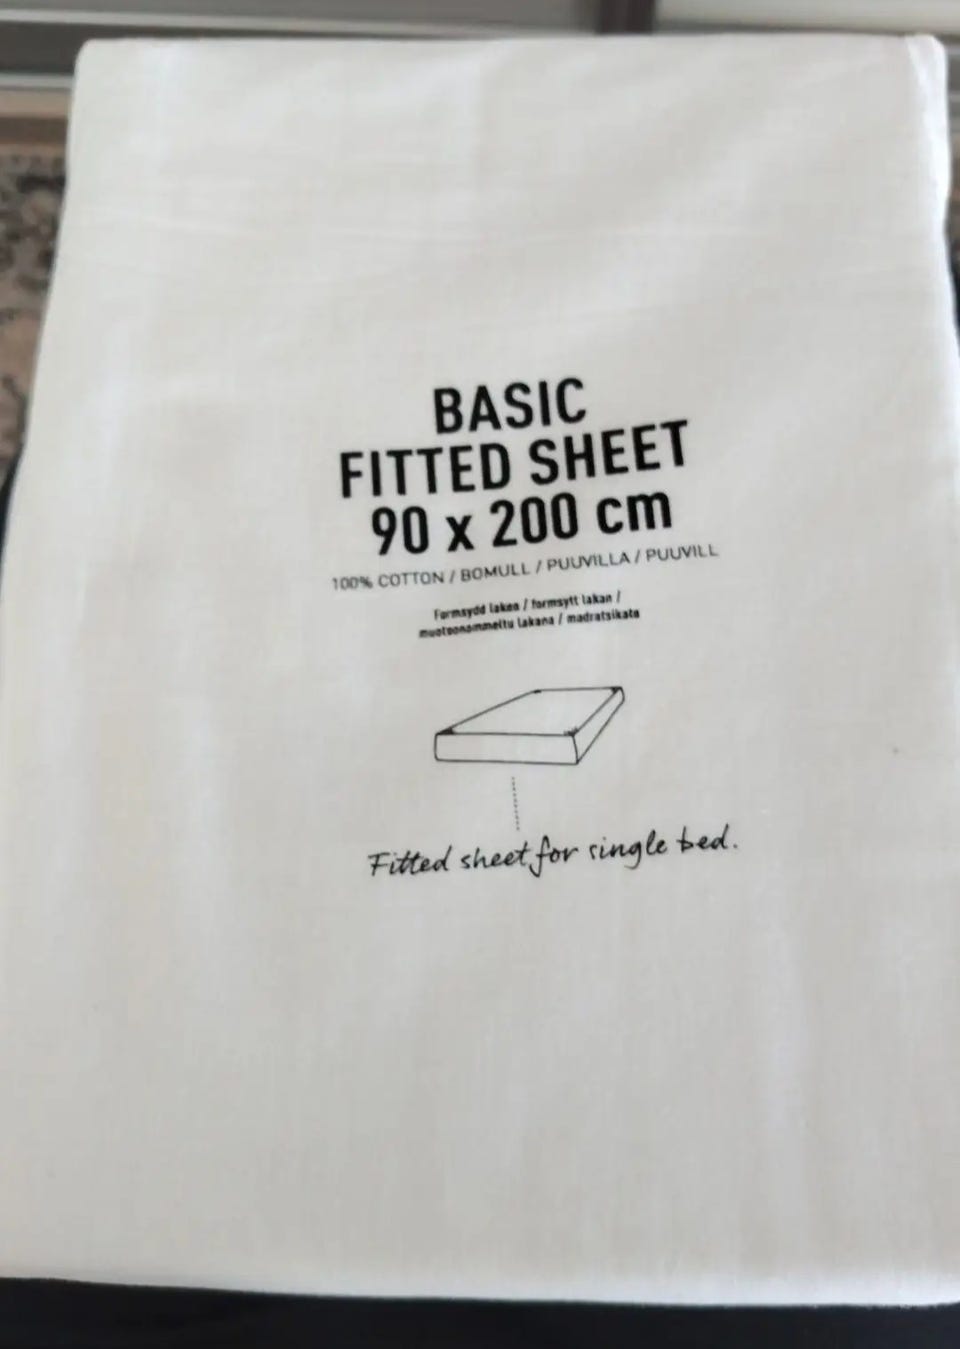 BASIC
FITTED SHEET
90 x 200 cm
100% COTTON / BOMULL / PUUVILLA / PUUVILL
Formsydd laken / formsytt lakan /
muotoonommeltu lakana / madratsikate
Fitted sheet for single bed.